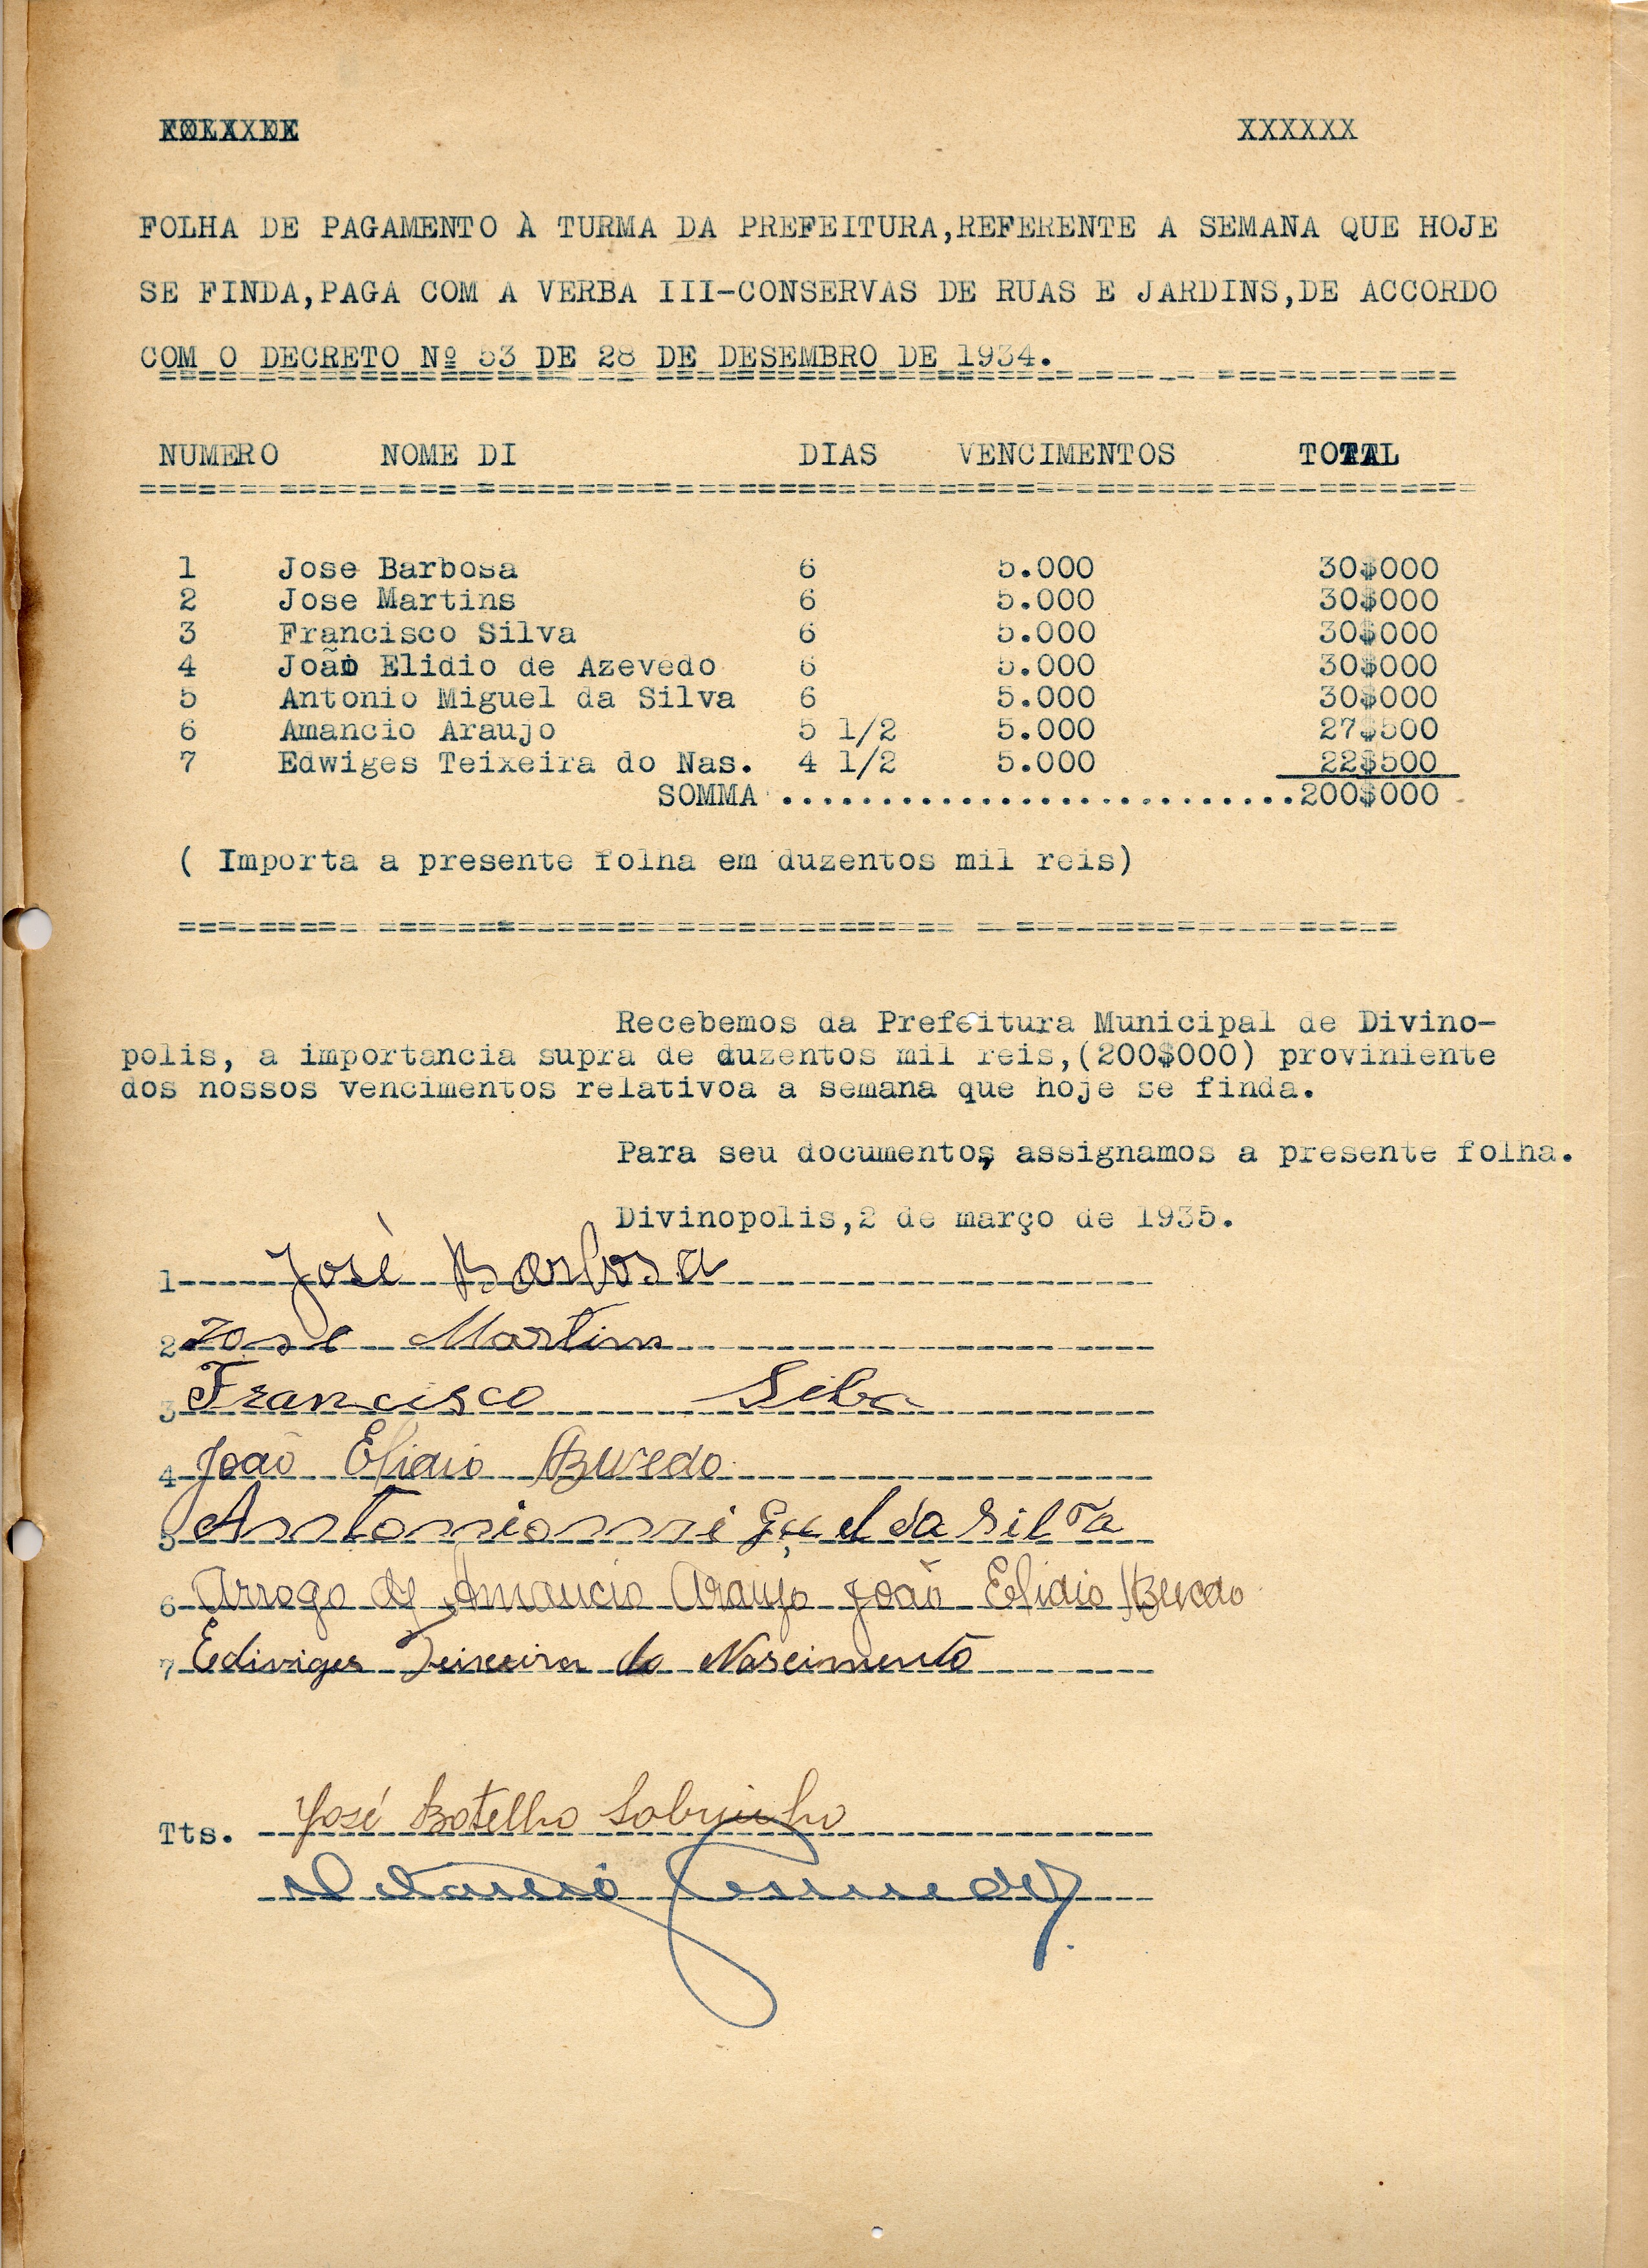 XXXXXX
FOLHA DE PAGAMENTO À TURMA DA PREFEITURA,REFERENTE A SEMANA QUE HOJE
SE FINDA,PAGA COM A VERBA III-CONSERVAS DE RUAS E JARDINS,DE ACCORDO
COM O DECRETO Nº 53 DE 28 DE DESEMBRO DE 1934.
NUMERO NOME DI DIAS VENCIMENTOS TOTAL
1 Jose Barbosa 6 5.000 30$000
2 Jose Martins 6 5.000 30$000
3 Francisco Silva 6 5.000 30$000
4 João Elidio de Azevedo 6 5.000 30$000
5 Antonio Miguel da Silva 6 5.000 30$000
6 Amancio Araujo 5 1/2 5.000 27$500
7 Edwiges Teixeira do Nas. 4 1/2 5.000 22$500
SOMMA ..........................200$000
( Importa a presente folha em duzentos mil reis)
Recebemos da Prefeitura Municipal de Divino-
polis, a importancia supra de duzentos mil reis,(200$000) proviniente
dos nossos vencimentos relativoa a semana que hoje se finda.
Para seu documentos, assignamos a presente folha.
Divinopolis,2 de março de 1935.
1 José Barbosa
2 Jose Martins
3 Francisco Silva
4 João Elidio Azvedo
5 Antonio miguel da Silva
6 Arrogo de Amancio Araujo João Elidio Azvedo
7 Ediviges Teixeira do Nascimento
Tts. José Botelho Sobrinho